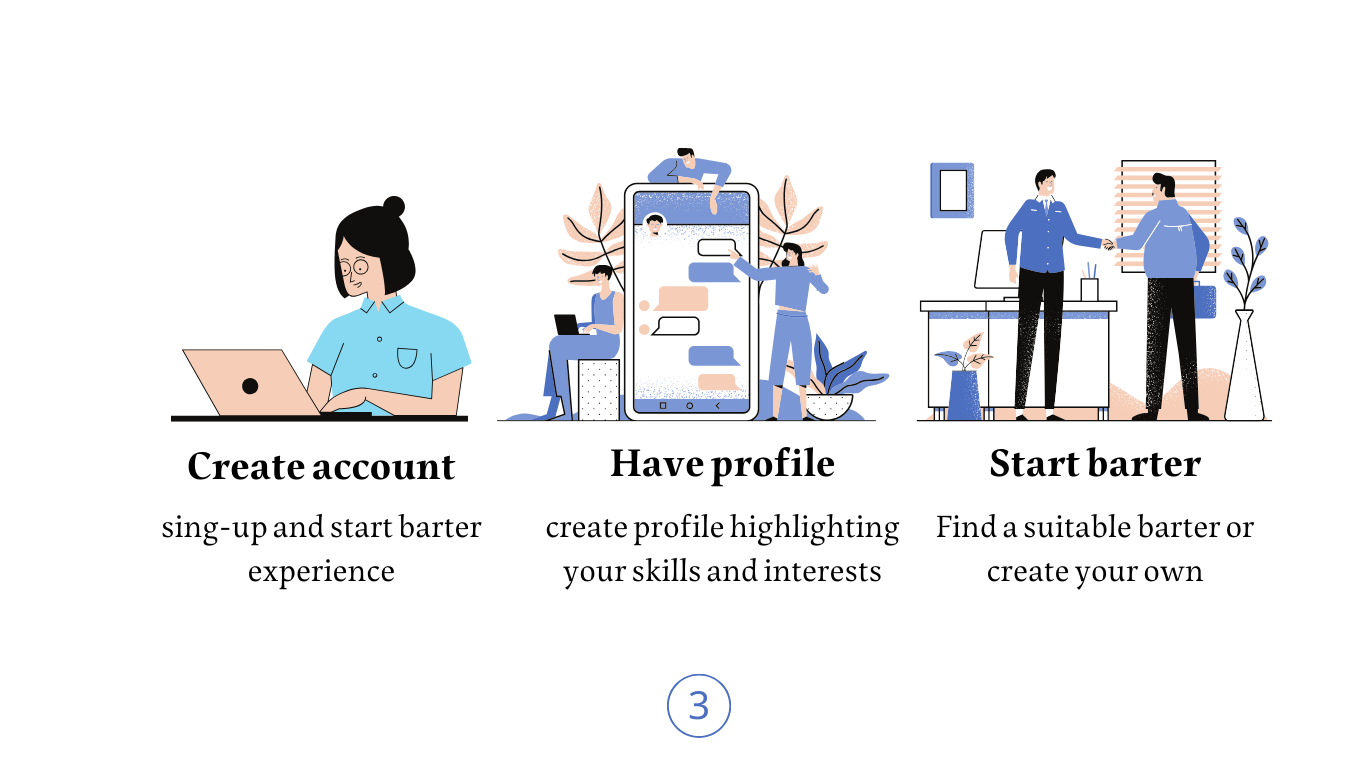 Create account
sing-up and start barter
experience
Have profile
create profile highlighting
your skills and interests
Start barter
Find a suitable barter or
create your own
3